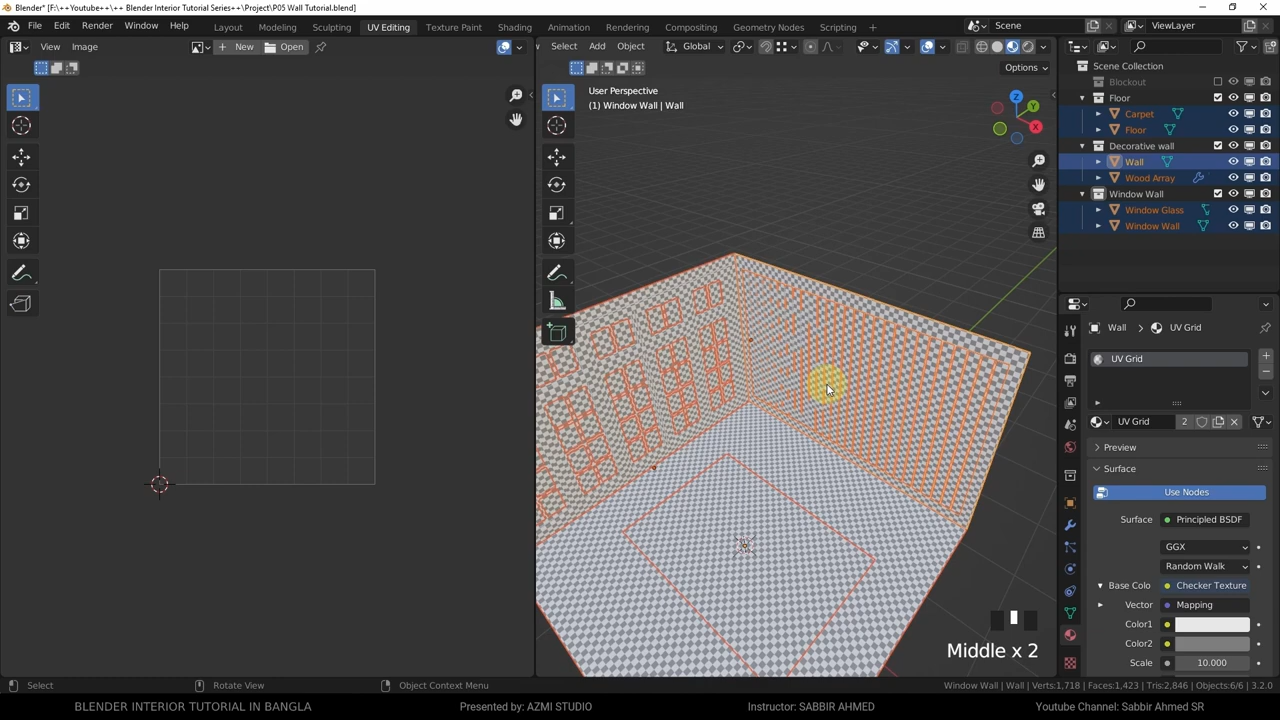 Blender* [F:\++Youtube++\++ Blender Interior Tutorial Series++\Project\P05 Wall Tutorial.blend]
File Edit Render Window Help Layout Modeling Sculpting UV Editing Texture Paint Shading Animation Rendering Compositing Geometry Nodes Scripting Scene ViewLayer
View Image New Open Select Add Object Global
Options
User Perspective
(1) Window Wall | Wall
X
Y
Z
Scene Collection
Blockout
Floor
Carpet
Floor
Decorative wall
Wall
Wood Array
Window Wall
Window Glass
Window Wall
Wall UV Grid
UV Grid
UV Grid 2
Preview
Surface
Use Nodes
Surface Principled BSDF
GGX
Random Walk
Base Colo Checker Texture
Vector Mapping
Color1
Color2
Scale 10.000
Middle x 2
Select Rotate View Object Context Menu Window Wall | Wall Verts:1,718 | Faces:1,423 | Tris:2,846 | Objects:6/6 | 3.2.0
BLENDER INTERIOR TUTORIAL IN BANGLA Presented by: AZMI STUDIO Instructor: SABBIR AHMED Youtube Channel: Sabbir Ahmed SR